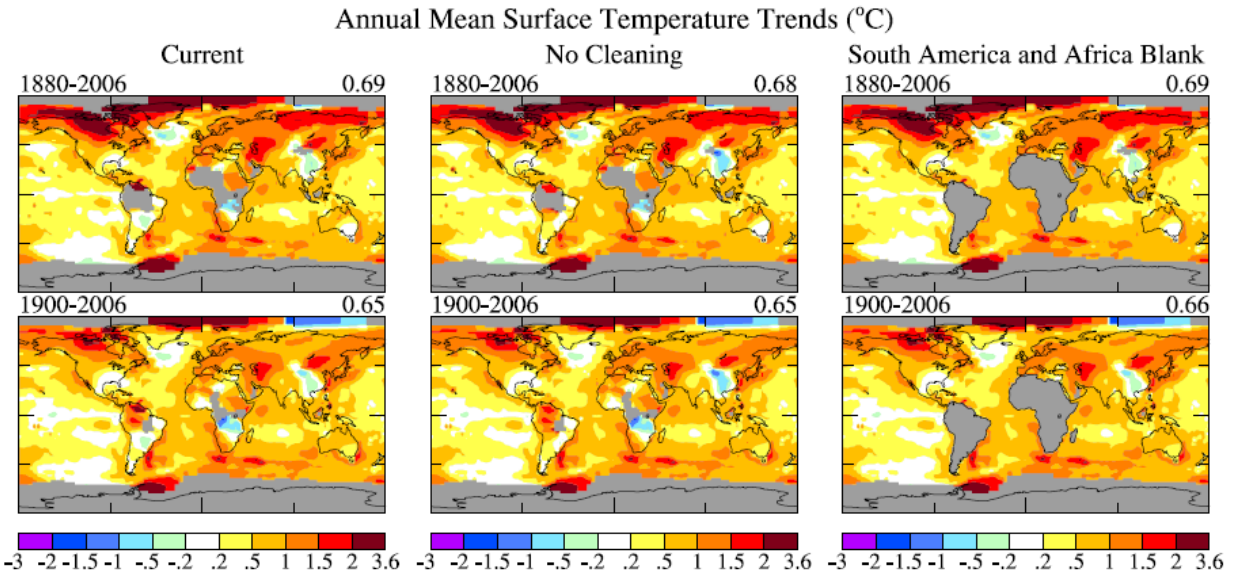 Annual Mean Surface Temperature Trends (°C)
Current No Cleaning South America and Africa Blank
1880-2006 0.69 1880-2006 0.68 1880-2006 0.69
1900-2006 0.65 1900-2006 0.65 1900-2006 0.66
-3 -2 -1.5 -1 -.5 -.2 .2 .5 1 1.5 2 3.6 -3 -2 -1.5 -1 -.5 -.2 .2 .5 1 1.5 2 3.6 -3 -2 -1.5 -1 -.5 -.2 .2 .5 1 1.5 2 3.6